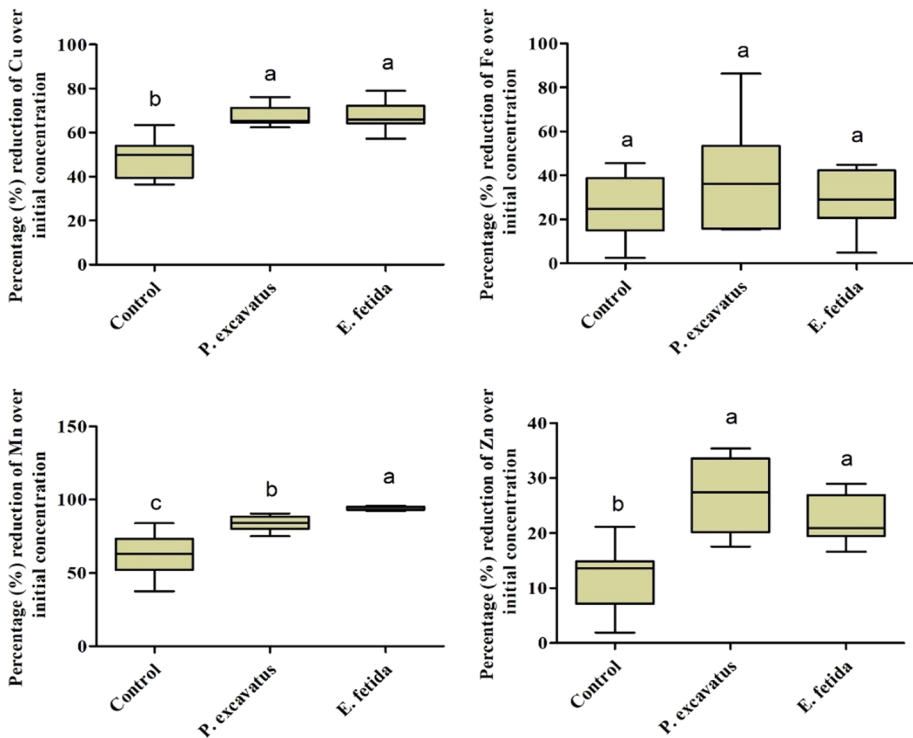 Percentage (%) reduction of Cu over
initial concentration
100
80
60
40
20
0
b
a
a
Control
P. excavatus
E. fetida
Percentage (%) reduction of Fe over
initial concentration
100
80
60
40
20
0
a
a
a
Control
P. excavatus
E. fetida
Percentage (%) reduction of Mn over
initial concentration
150
100
50
0
c
b
a
Control
P. excavatus
E. fetida
Percentage (%) reduction of Zn over
initial concentration
40
30
20
10
0
b
a
a
Control
P. excavatus
E. fetida